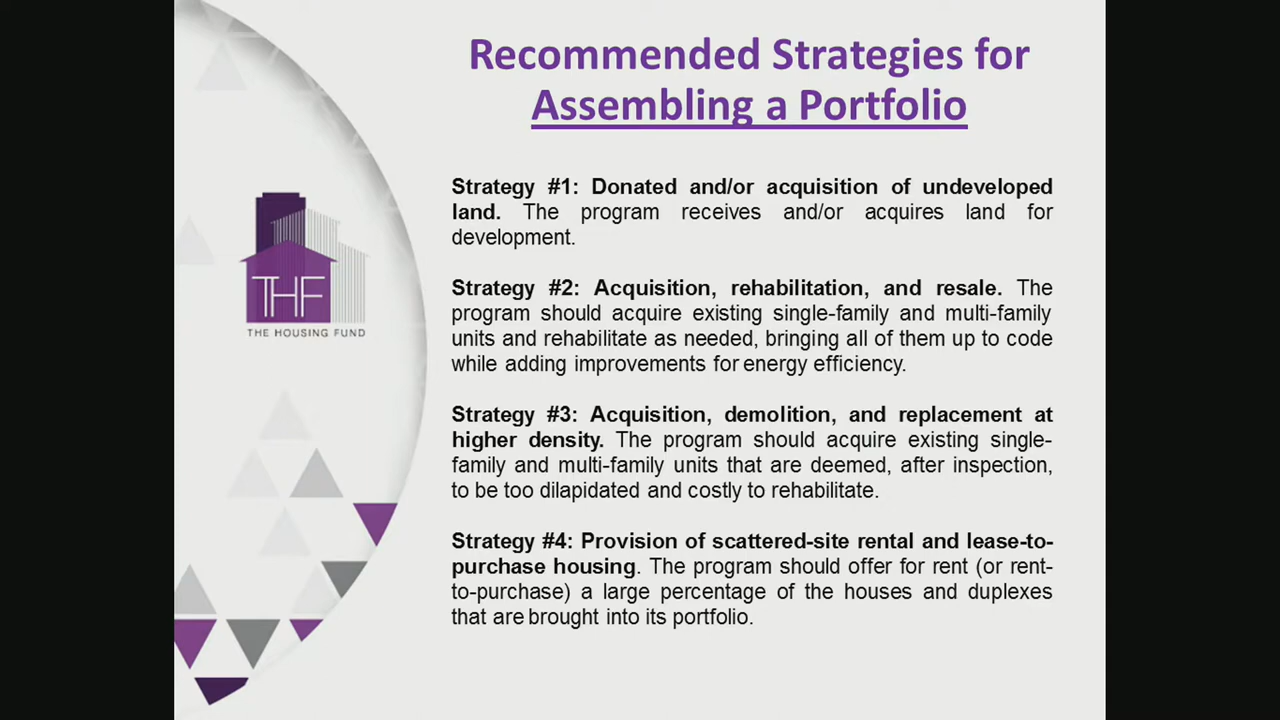 Recommended Strategies for
Assembling a Portfolio
Strategy #1: Donated and/or acquisition of undeveloped
land. The program receives and/or acquires land for
development.
Strategy #2: Acquisition, rehabilitation, and resale. The
program should acquire existing single-family and multi-family
units and rehabilitate as needed, bringing all of them up to code
while adding improvements for energy efficiency.
Strategy #3: Acquisition, demolition, and replacement at
higher density. The program should acquire existing single-
family and multi-family units that are deemed, after inspection,
to be too dilapidated and costly to rehabilitate.
Strategy #4: Provision of scattered-site rental and lease-to-
purchase housing. The program should offer for rent (or rent-
to-purchase) a large percentage of the houses and duplexes
that are brought into its portfolio.
THF
THE HOUSING FUND